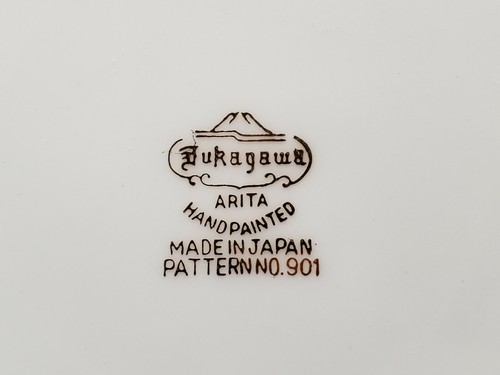 Fukagawa
ARITA
HANDPAINTED
MADE IN JAPAN
PATTERN NO. 901